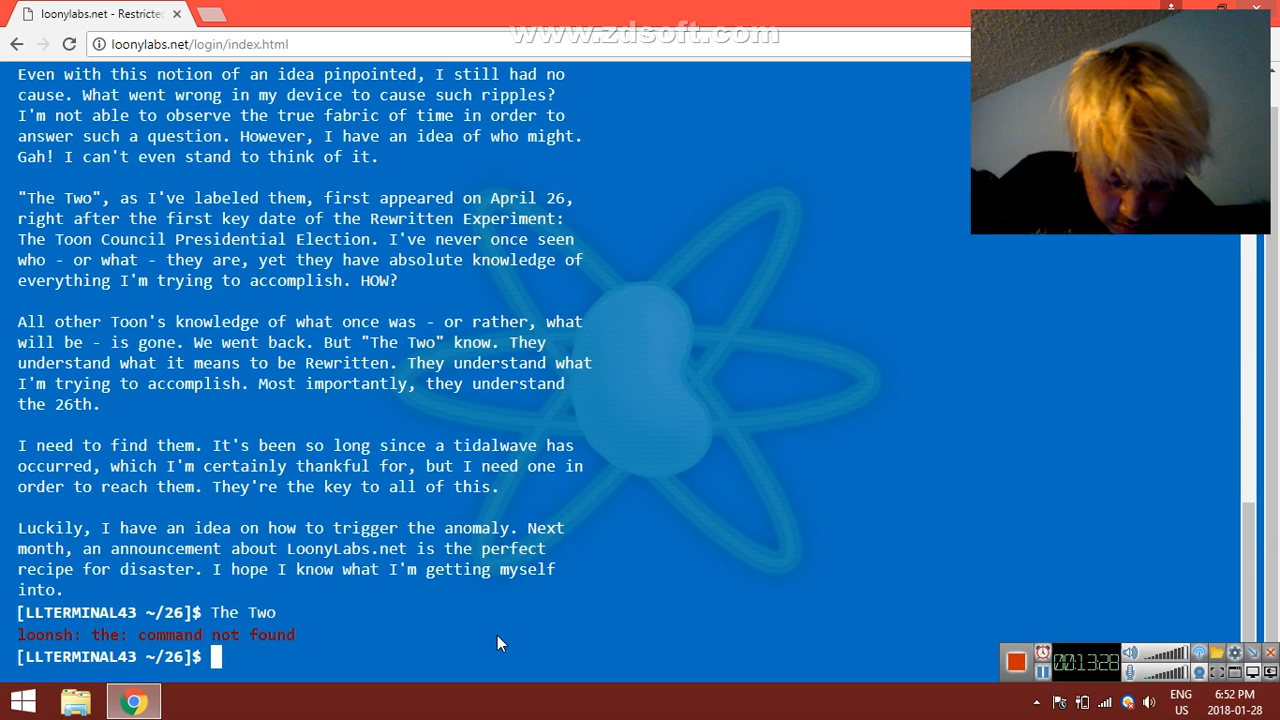 loonylabs.net - Restricte
loonylabs.net/login/index.html
www.zdsoft.com
Even with this notion of an idea pinpointed, I still had no
cause. What went wrong in my device to cause such ripples?
I'm not able to observe the true fabric of time in order to
answer such a question. However, I have an idea of who might.
Gah! I can't even stand to think of it.
"The Two", as I've labeled them, first appeared on April 26,
right after the first key date of the Rewritten Experiment:
The Toon Council Presidential Election. I've never once seen
who - or what - they are, yet they have absolute knowledge of
everything I'm trying to accomplish. HOW?
All other Toon's knowledge of what once was - or rather, what
will be - is gone. We went back. But "The Two" know. They
understand what it means to be Rewritten. They understand what
I'm trying to accomplish. Most importantly, they understand
the 26th.
I need to find them. It's been so long since a tidalwave has
occurred, which I'm certainly thankful for, but I need one in
order to reach them. They're the key to all of this.
Luckily, I have an idea on how to trigger the anomaly. Next
month, an announcement about LoonyLabs.net is the perfect
recipe for disaster. I hope I know what I'm getting myself
into.
[LLTERMINAL43 ~/26]$ The Two
loonsh: the: command not found
[LLTERMINAL43 ~/26]$
00:13:28
ENG
US
6:52 PM
2018-01-28